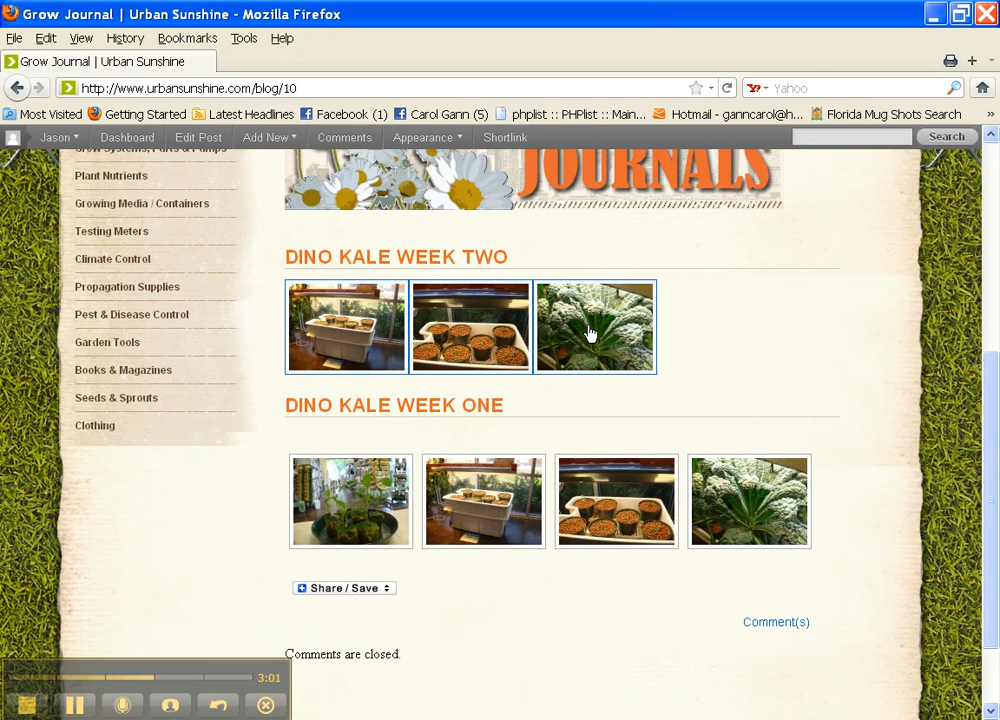 Grow Journal | Urban Sunshine - Mozilla Firefox
File Edit View History Bookmarks Tools Help
Grow Journal | Urban Sunshine
http://www.urbansunshine.com/blog/10
Yahoo
Most Visited Getting Started Latest Headlines Facebook (1) Carol Gann (5) phplist :: PHPlist :: Main... Hotmail - ganncarol@h... Florida Mug Shots Search
Jason Dashboard Edit Post Add New Comments Appearance Shortlink Search
Grow Systems, Parts & Pumps
JOURNALS
Plant Nutrients
Growing Media / Containers
Testing Meters
Climate Control
Propagation Supplies
Pest & Disease Control
Garden Tools
Books & Magazines
Seeds & Sprouts
Clothing
DINO KALE WEEK TWO
DINO KALE WEEK ONE
Share / Save
Comment(s)
Comments are closed.
3:01